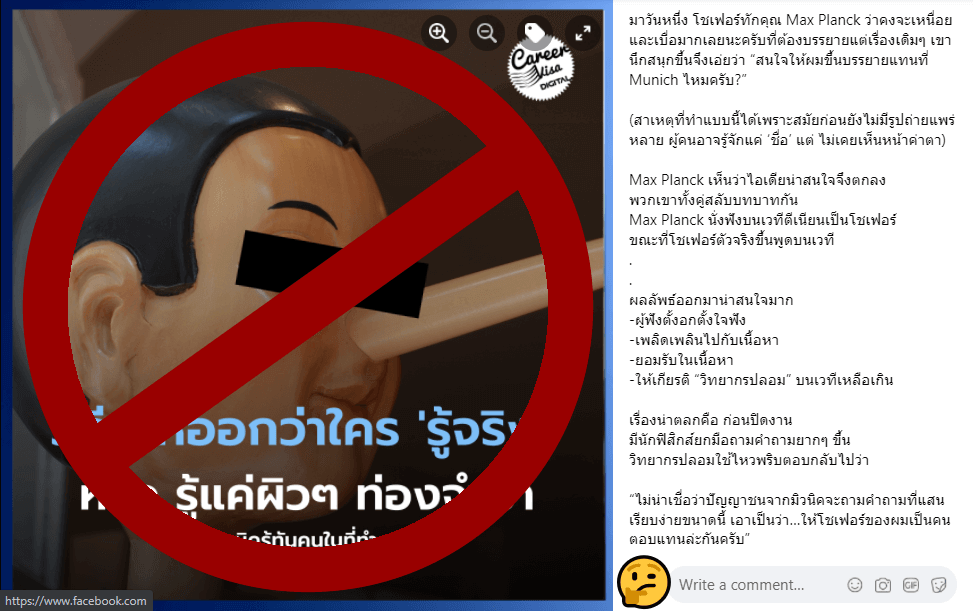 Career
Visa
DIGITAL
ออกว่าใคร 'รู้จริง
รู้แค่ผิวๆ ท่องจำ
รู้ทันคนในที่ทำ
https://www.facebook.com
มาวันหนึ่ง โชเฟอร์ทักคุณ Max Planck ว่าคงจะเหนื่อย
และเบื่อมากเลยนะครับที่ต้องบรรยายแต่เรื่องเดิมๆ เขา
นึกสนุกขึ้นจึงเอ่ยว่า “สนใจให้ผมขึ้นบรรยายแทนที่
Munich ไหมครับ?”
(สาเหตุที่ทำแบบนี้ได้เพราะสมัยก่อนยังไม่มีรูปถ่ายแพร่
หลาย ผู้คนอาจรู้จักแค่ ‘ชื่อ’ แต่ ไม่เคยเห็นหน้าค่าตา)
Max Planck เห็นว่าไอเดียน่าสนใจจึงตกลง
พวกเขาทั้งคู่สลับบทบาทกัน
Max Planck นั่งฟังบนเวทีตีเนียนเป็นโชเฟอร์
ขณะที่โชเฟอร์ตัวจริงขึ้นพูดบนเวที
.
.
ผลลัพธ์ออกมาน่าสนใจมาก
-ผู้ฟังตั้งอกตั้งใจฟัง
-เพลิดเพลินไปกับเนื้อหา
-ยอมรับในเนื้อหา
-ให้เกียรติ “วิทยากรปลอม” บนเวทีเหลือเกิน
เรื่องน่าตลกคือ ก่อนปิดงาน
มีนักฟิสิกส์ยกมือถามคำถามยากๆ ขึ้น
วิทยากรปลอมใช้ไหวพริบตอบกลับไปว่า
“ไม่น่าเชื่อว่าปัญญาชนจากมิวนิคจะถามคำถามที่แสน
เรียบง่ายขนาดนี้ เอาเป็นว่า...ให้โชเฟอร์ของผมเป็นคน
ตอบแทนล่ะกันครับ”
Write a comment...
GIF